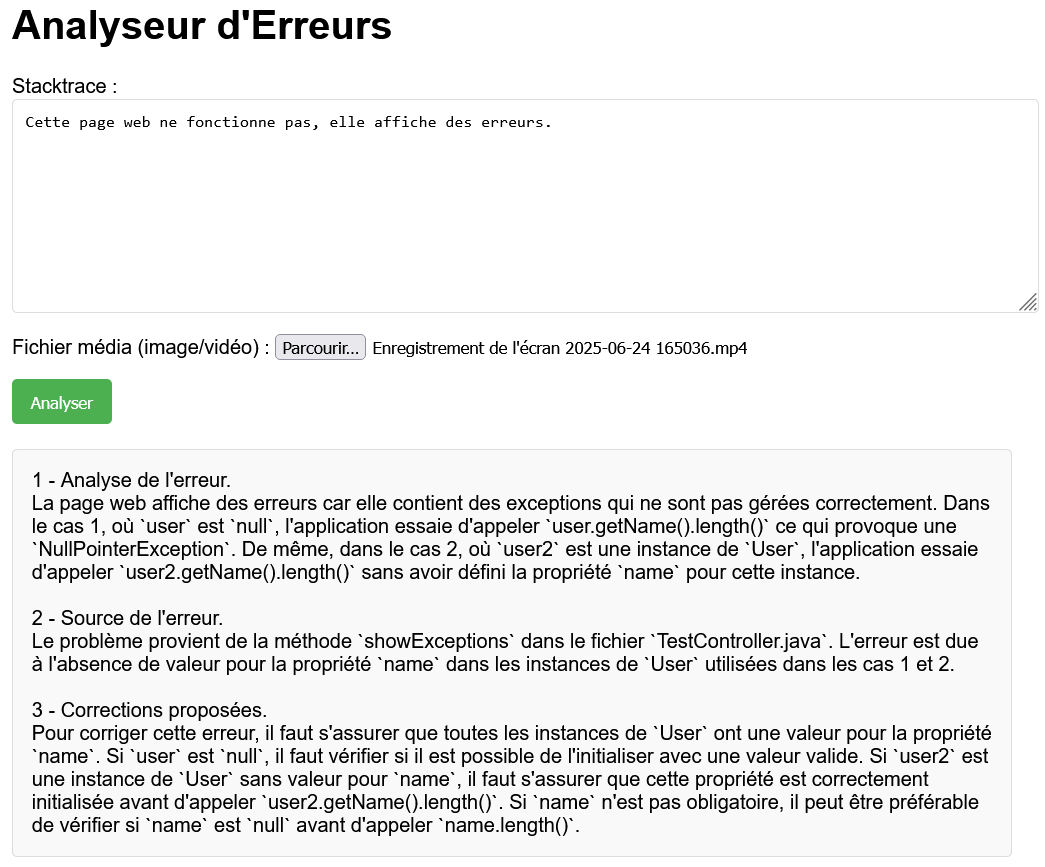 Analyseur d'Erreurs
Stacktrace :
Cette page web ne fonctionne pas, elle affiche des erreurs.
Fichier média (image/vidéo) : Parcourir... Enregistrement de l'écran 2025-06-24 165036.mp4
Analyser
1 - Analyse de l'erreur.
La page web affiche des erreurs car elle contient des exceptions qui ne sont pas gérées correctement. Dans
le cas 1, où `user` est `null`, l'application essaie d'appeler `user.getName().length()` ce qui provoque une
`NullPointerException`. De même, dans le cas 2, où `user2` est une instance de `User`, l'application essaie
d'appeler `user2.getName().length()` sans avoir défini la propriété `name` pour cette instance.
2 - Source de l'erreur.
Le problème provient de la méthode `showExceptions` dans le fichier `TestController.java`. L'erreur est due
à l'absence de valeur pour la propriété `name` dans les instances de `User` utilisées dans les cas 1 et 2.
3 - Corrections proposées.
Pour corriger cette erreur, il faut s'assurer que toutes les instances de `User` ont une valeur pour la propriété
`name`. Si `user` est `null`, il faut vérifier si il est possible de l'initialiser avec une valeur valide. Si `user2` est
une instance de `User` sans valeur pour `name`, il faut s'assurer que cette propriété est correctement
initialisée avant d'appeler `user2.getName().length()`. Si `name` n'est pas obligatoire, il peut être préférable
de vérifier si `name` est `null` avant d'appeler `name.length()`.